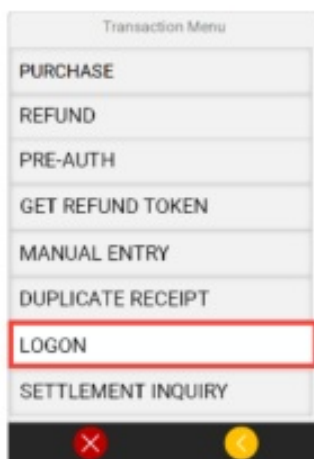 Transaction Menu
PURCHASE
REFUND
PRE-AUTH
GET REFUND TOKEN
MANUAL ENTRY
DUPLICATE RECEIPT
LOGON
SETTLEMENT INQUIRY